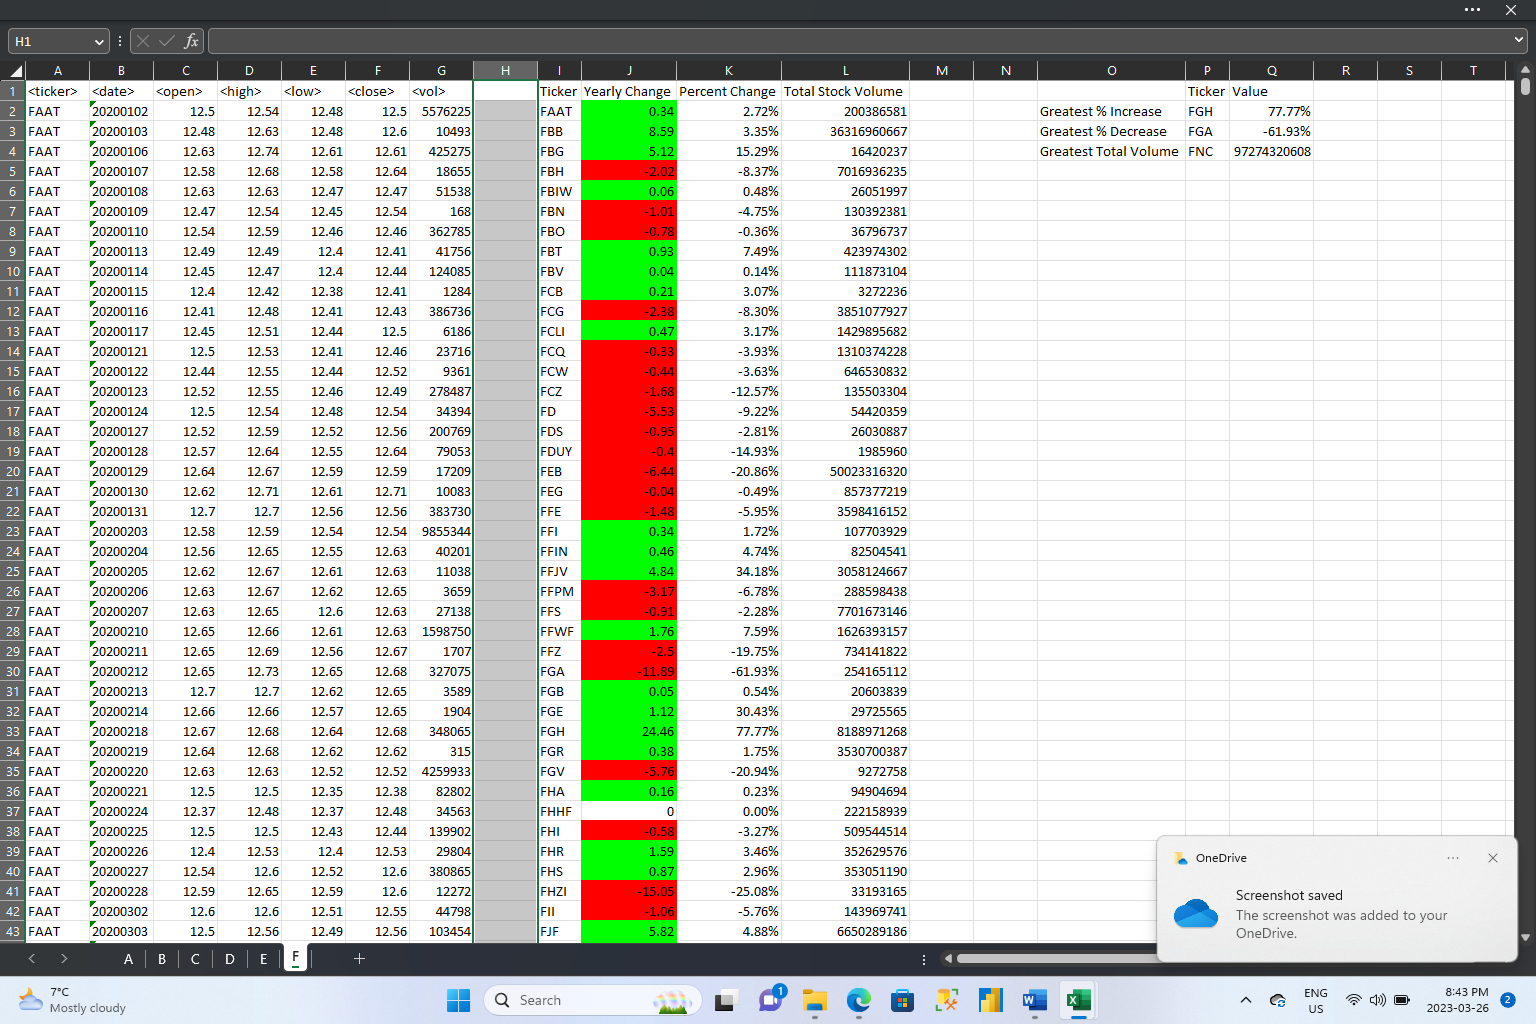 H1 fx
A B C D E F G H I J K L M N O P Q R S T
1 <ticker> <date> <open> <high> <low> <close> <vol> Ticker Yearly Change Percent Change Total Stock Volume Ticker Value
2 FAAT 20200102 12.5 12.54 12.48 12.5 5576225 FAAT 0.34 2.72% 200386581 Greatest % Increase FGH 77.77%
3 FAAT 20200103 12.48 12.63 12.48 12.6 10493 FBB 8.59 3.35% 36316960667 Greatest % Decrease FGA -61.93%
4 FAAT 20200106 12.63 12.74 12.61 12.61 425275 FBG 5.12 15.29% 16420237 Greatest Total Volume FNC 97274320608
5 FAAT 20200107 12.58 12.68 12.58 12.64 18655 FBH -2.02 -8.37% 7016936235
6 FAAT 20200108 12.63 12.63 12.47 12.47 51538 FBIW 0.06 0.48% 26051997
7 FAAT 20200109 12.47 12.54 12.45 12.54 168 FBN -1.01 -4.75% 130392381
8 FAAT 20200110 12.54 12.59 12.46 12.46 362785 FBO -0.78 -0.36% 36796737
9 FAAT 20200113 12.49 12.49 12.4 12.41 41756 FBT 0.93 7.49% 423974302
10 FAAT 20200114 12.45 12.47 12.4 12.44 124085 FBV 0.04 0.14% 111873104
11 FAAT 20200115 12.4 12.42 12.38 12.41 1284 FCB 0.21 3.07% 3272236
12 FAAT 20200116 12.41 12.48 12.41 12.43 386736 FCG -2.38 -8.30% 3851077927
13 FAAT 20200117 12.45 12.51 12.44 12.5 6186 FCLI 0.47 3.17% 1429895682
14 FAAT 20200121 12.5 12.53 12.41 12.46 23716 FCQ -0.33 -3.93% 1310374228
15 FAAT 20200122 12.44 12.55 12.44 12.52 9361 FCW -0.44 -3.63% 646530832
16 FAAT 20200123 12.52 12.55 12.46 12.49 278487 FCZ -1.68 -12.57% 135503304
17 FAAT 20200124 12.5 12.54 12.48 12.54 34394 FD -5.53 -9.22% 54420359
18 FAAT 20200127 12.52 12.59 12.52 12.56 200769 FDS -0.95 -2.81% 26030887
19 FAAT 20200128 12.57 12.64 12.55 12.64 79053 FDUY -0.4 -14.93% 1985960
20 FAAT 20200129 12.64 12.67 12.59 12.59 17209 FEB -6.44 -20.86% 50023316320
21 FAAT 20200130 12.62 12.71 12.61 12.71 10083 FEG -0.04 -0.49% 857377219
22 FAAT 20200131 12.7 12.7 12.56 12.56 383730 FFE -1.48 -5.95% 3598416152
23 FAAT 20200203 12.58 12.59 12.54 12.54 9855344 FFI 0.34 1.72% 107703929
24 FAAT 20200204 12.56 12.65 12.55 12.63 40201 FFIN 0.46 4.74% 82504541
25 FAAT 20200205 12.62 12.67 12.61 12.63 11038 FFJV 4.84 34.18% 3058124667
26 FAAT 20200206 12.63 12.67 12.62 12.65 3659 FFPM -3.17 -6.78% 288598438
27 FAAT 20200207 12.63 12.65 12.6 12.63 27138 FFS -0.91 -2.28% 7701673146
28 FAAT 20200210 12.65 12.66 12.61 12.63 1598750 FFWF 1.76 7.59% 1626393157
29 FAAT 20200211 12.65 12.69 12.56 12.67 1707 FFZ -2.5 -19.75% 734141822
30 FAAT 20200212 12.65 12.73 12.65 12.68 327075 FGA -11.89 -61.93% 254165112
31 FAAT 20200213 12.7 12.7 12.62 12.65 3589 FGB 0.05 0.54% 20603839
32 FAAT 20200214 12.66 12.66 12.57 12.65 1904 FGE 1.12 30.43% 29725565
33 FAAT 20200218 12.67 12.68 12.64 12.68 348065 FGH 24.46 77.77% 8188971268
34 FAAT 20200219 12.64 12.68 12.62 12.62 315 FGR 0.38 1.75% 3530700387
35 FAAT 20200220 12.63 12.63 12.52 12.52 4259933 FGV -5.76 -20.94% 9272758
36 FAAT 20200221 12.5 12.5 12.35 12.38 82802 FHA 0.16 0.23% 94904694
37 FAAT 20200224 12.37 12.48 12.37 12.48 34563 FHHF 0 0.00% 222158939
38 FAAT 20200225 12.5 12.5 12.43 12.44 139902 FHI -0.58 -3.27% 509544514
39 FAAT 20200226 12.4 12.53 12.4 12.53 29804 FHR 1.59 3.46% 352629576
40 FAAT 20200227 12.54 12.6 12.52 12.6 380865 FHS 0.87 2.96% 353051190
41 FAAT 20200228 12.59 12.65 12.59 12.6 12272 FHZI -15.05 -25.08% 33193165
42 FAAT 20200302 12.6 12.6 12.51 12.55 44798 FII -1.06 -5.76% 143969741
43 FAAT 20200303 12.5 12.56 12.49 12.56 103454 FJF 5.82 4.88% 6650289186
OneDrive
Screenshot saved
The screenshot was added to your
OneDrive.
A B C D E F
7°C
Mostly cloudy
Search
1
ENG
US
8:43 PM
2023-03-26
2